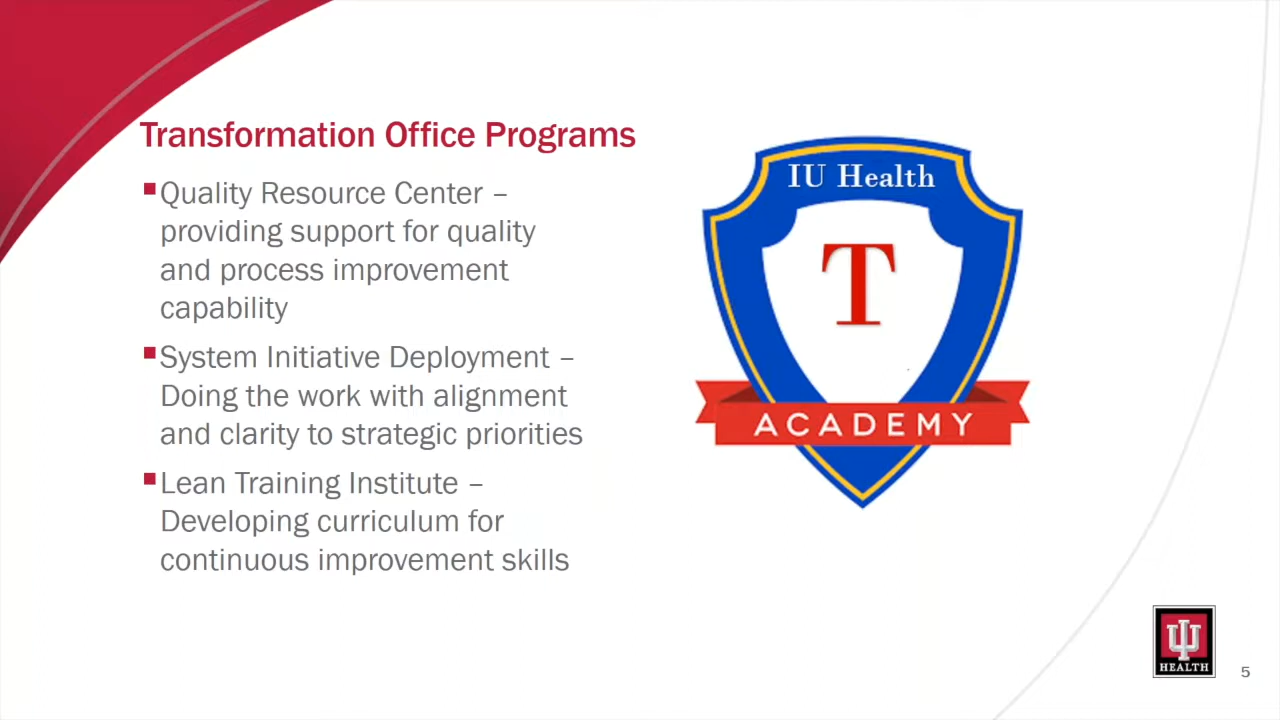 Transformation Office Programs
Quality Resource Center –
providing support for quality
and process improvement
capability
System Initiative Deployment –
Doing the work with alignment
and clarity to strategic priorities
Lean Training Institute –
Developing curriculum for
continuous improvement skills
IU Health
T
ACADEMY
IU
HEALTH
5